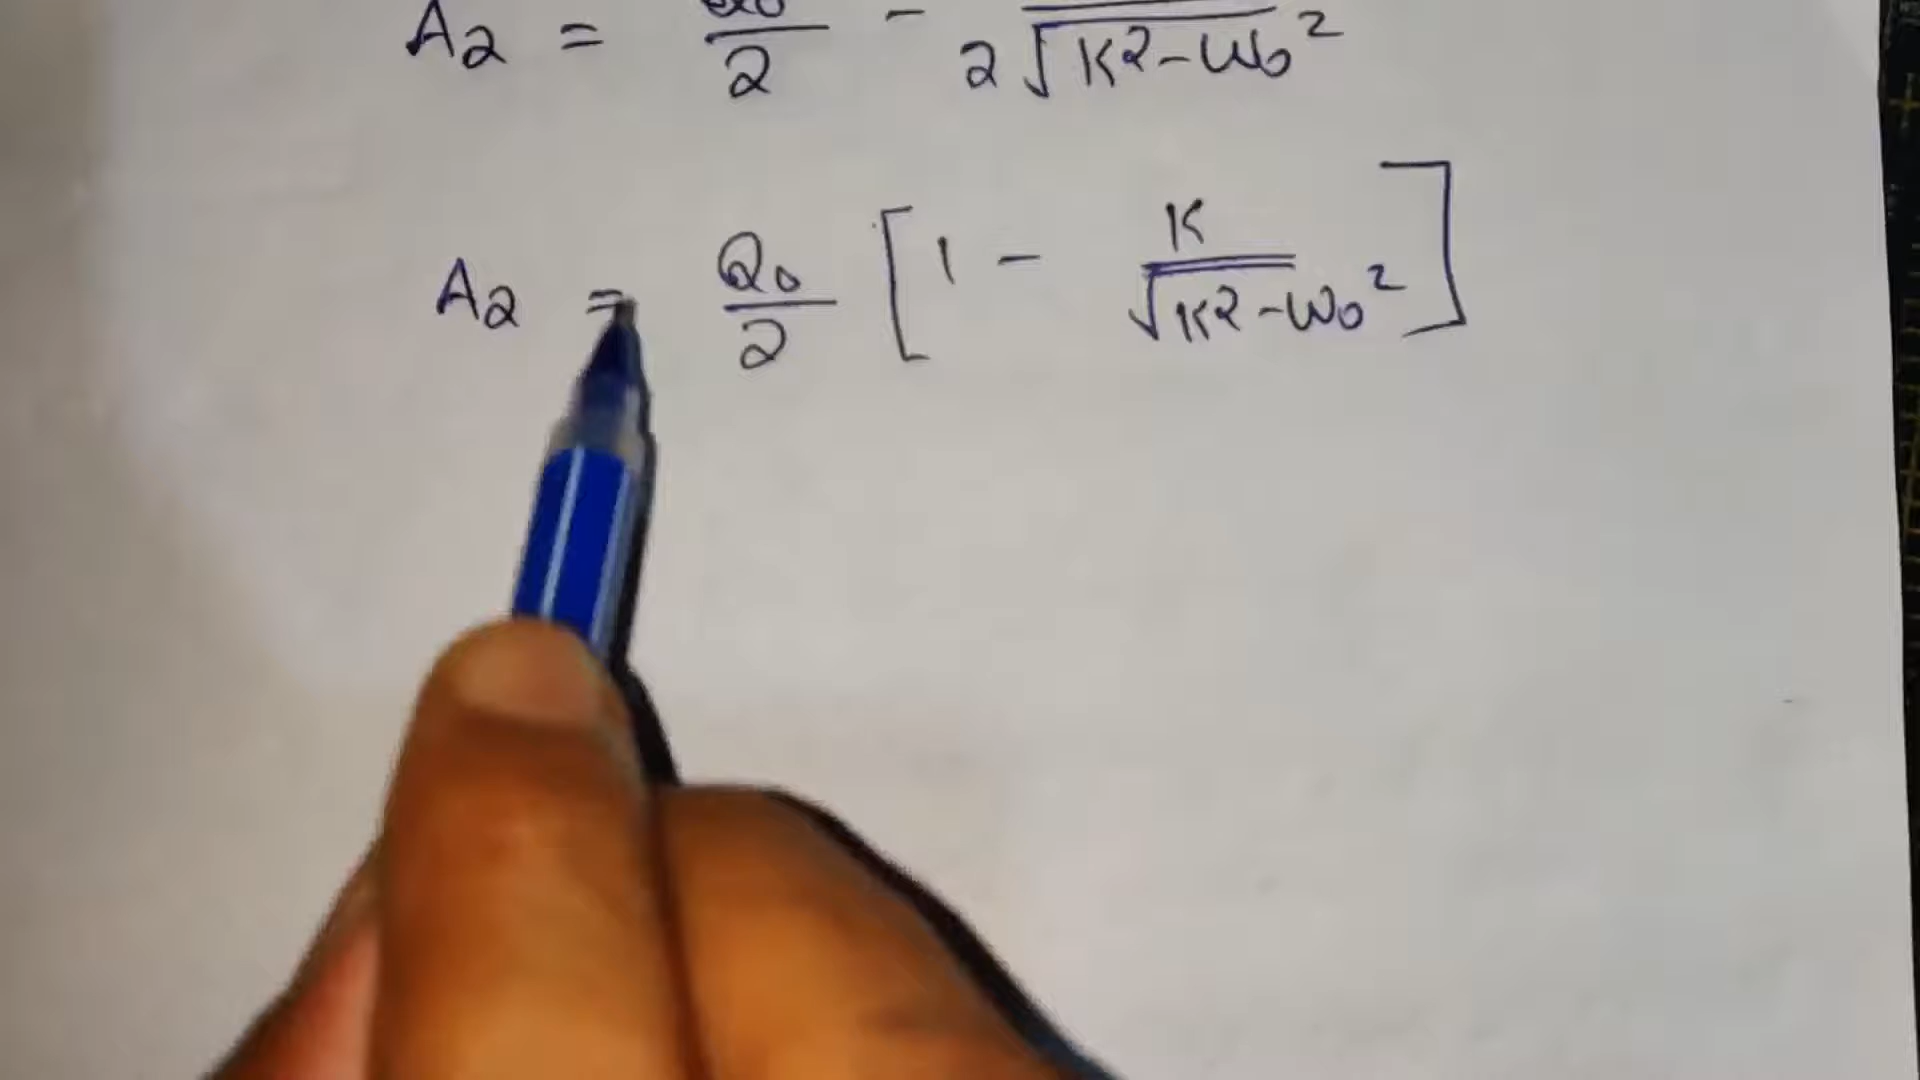 A2 = Q0/2 - /2√K2-W0²
A2 = Q0/2 [1 - K/√K2-W0²]